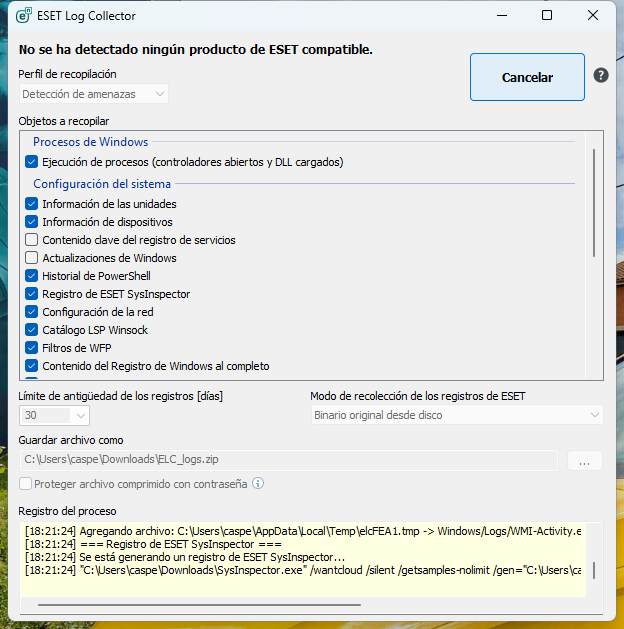 ESET Log Collector
No se ha detectado ningún producto de ESET compatible.
Perfil de recopilación
Detección de amenazas
Cancelar
?
Objetos a recopilar
Procesos de Windows
Ejecución de procesos (controladores abiertos y DLL cargados)
Configuración del sistema
Información de las unidades
Información de dispositivos
Contenido clave del registro de servicios
Actualizaciones de Windows
Historial de PowerShell
Registro de ESET SysInspector
Configuración de la red
Catálogo LSP Winsock
Filtros de WFP
Contenido del Registro de Windows al completo
Límite de antigüedad de los registros [días]
Modo de recolección de los registros de ESET
30
Binario original desde disco
Guardar archivo como
C:\Users\caspe\Downloads\ELC_logs.zip
...
Proteger archivo comprimido con contraseña
Registro del proceso
[18:21:24] Agregando archivo: C:\Users\caspe\AppData\Local\Temp\elcFEA1.tmp -> Windows/Logs/WMI-Activity.e
[18:21:24] === Registro de ESET SysInspector ===
[18:21:24] Se está generando un registro de ESET SysInspector...
[18:21:24] "C:\Users\caspe\Downloads\SysInspector.exe" /wantcloud /silent /getsamples-nolimit /gen="C:\Users\ca